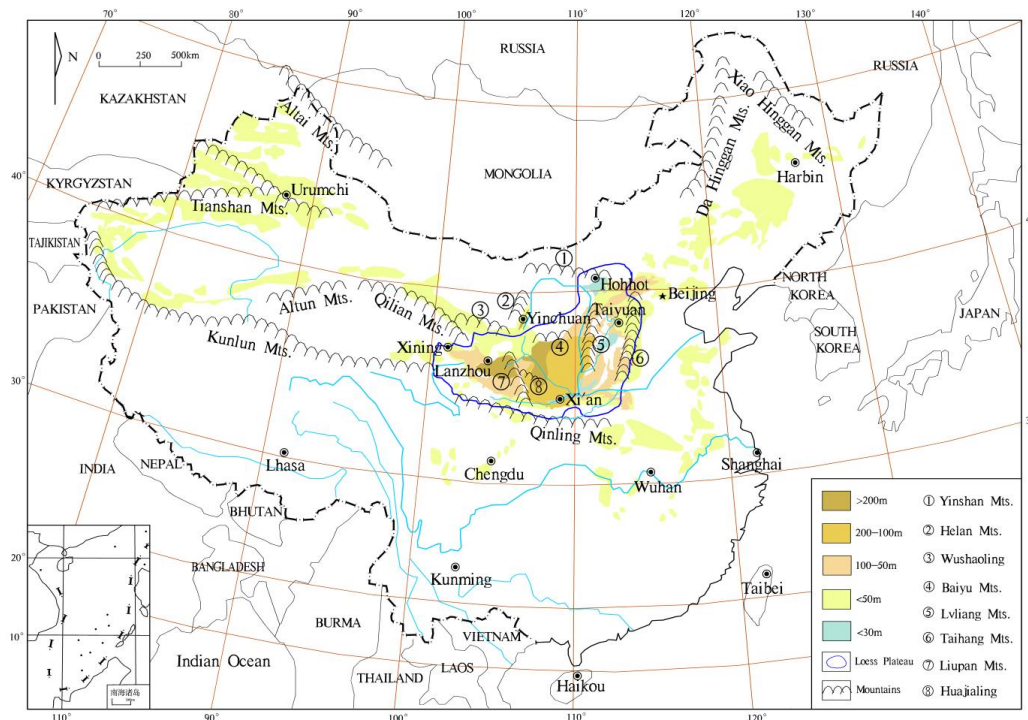 70°
80°
90°
100°
110°
120°
130°
140°
N
0 250 500km
RUSSIA
RUSSIA
KAZAKHSTAN
Altai Mts.
MONGOLIA
Xiao Hinggan Mts.
Da Hinggan Mts.
Harbin
40°
KYRGYZSTAN
Urumchi
Tianshan Mts.
TAJIKISTAN
①
Hohhot
NORTH
KOREA
PAKISTAN
Altun Mts.
Qilian Mts.
③
②
Yinchuan
Taiyuan
Beijing
JAPAN
SOUTH
KOREA
Kunlun Mts.
Xining
Lanzhou
④
⑤
⑥
⑦
⑧
Xi'an
30°
Qinling Mts.
INDIA
NEPAL
Lhasa
Chengdu
Wuhan
Shanghai
BHUTAN
20°
BANGLADESH
Kunming
Taibei
10°
BURMA
VIETNAM
Indian Ocean
LAOS
THAILAND
Haikou
南海诸岛
110°
90°
100°
110°
120°
>200m
200−100m
100−50m
<50m
<30m
Loess Plateau
Mountains
① Yinshan Mts.
② Helan Mts.
③ Wushaoling
④ Baiyu Mts.
⑤ Lvliang Mts.
⑥ Taihang Mts.
⑦ Liupan Mts.
⑧ Huajialing